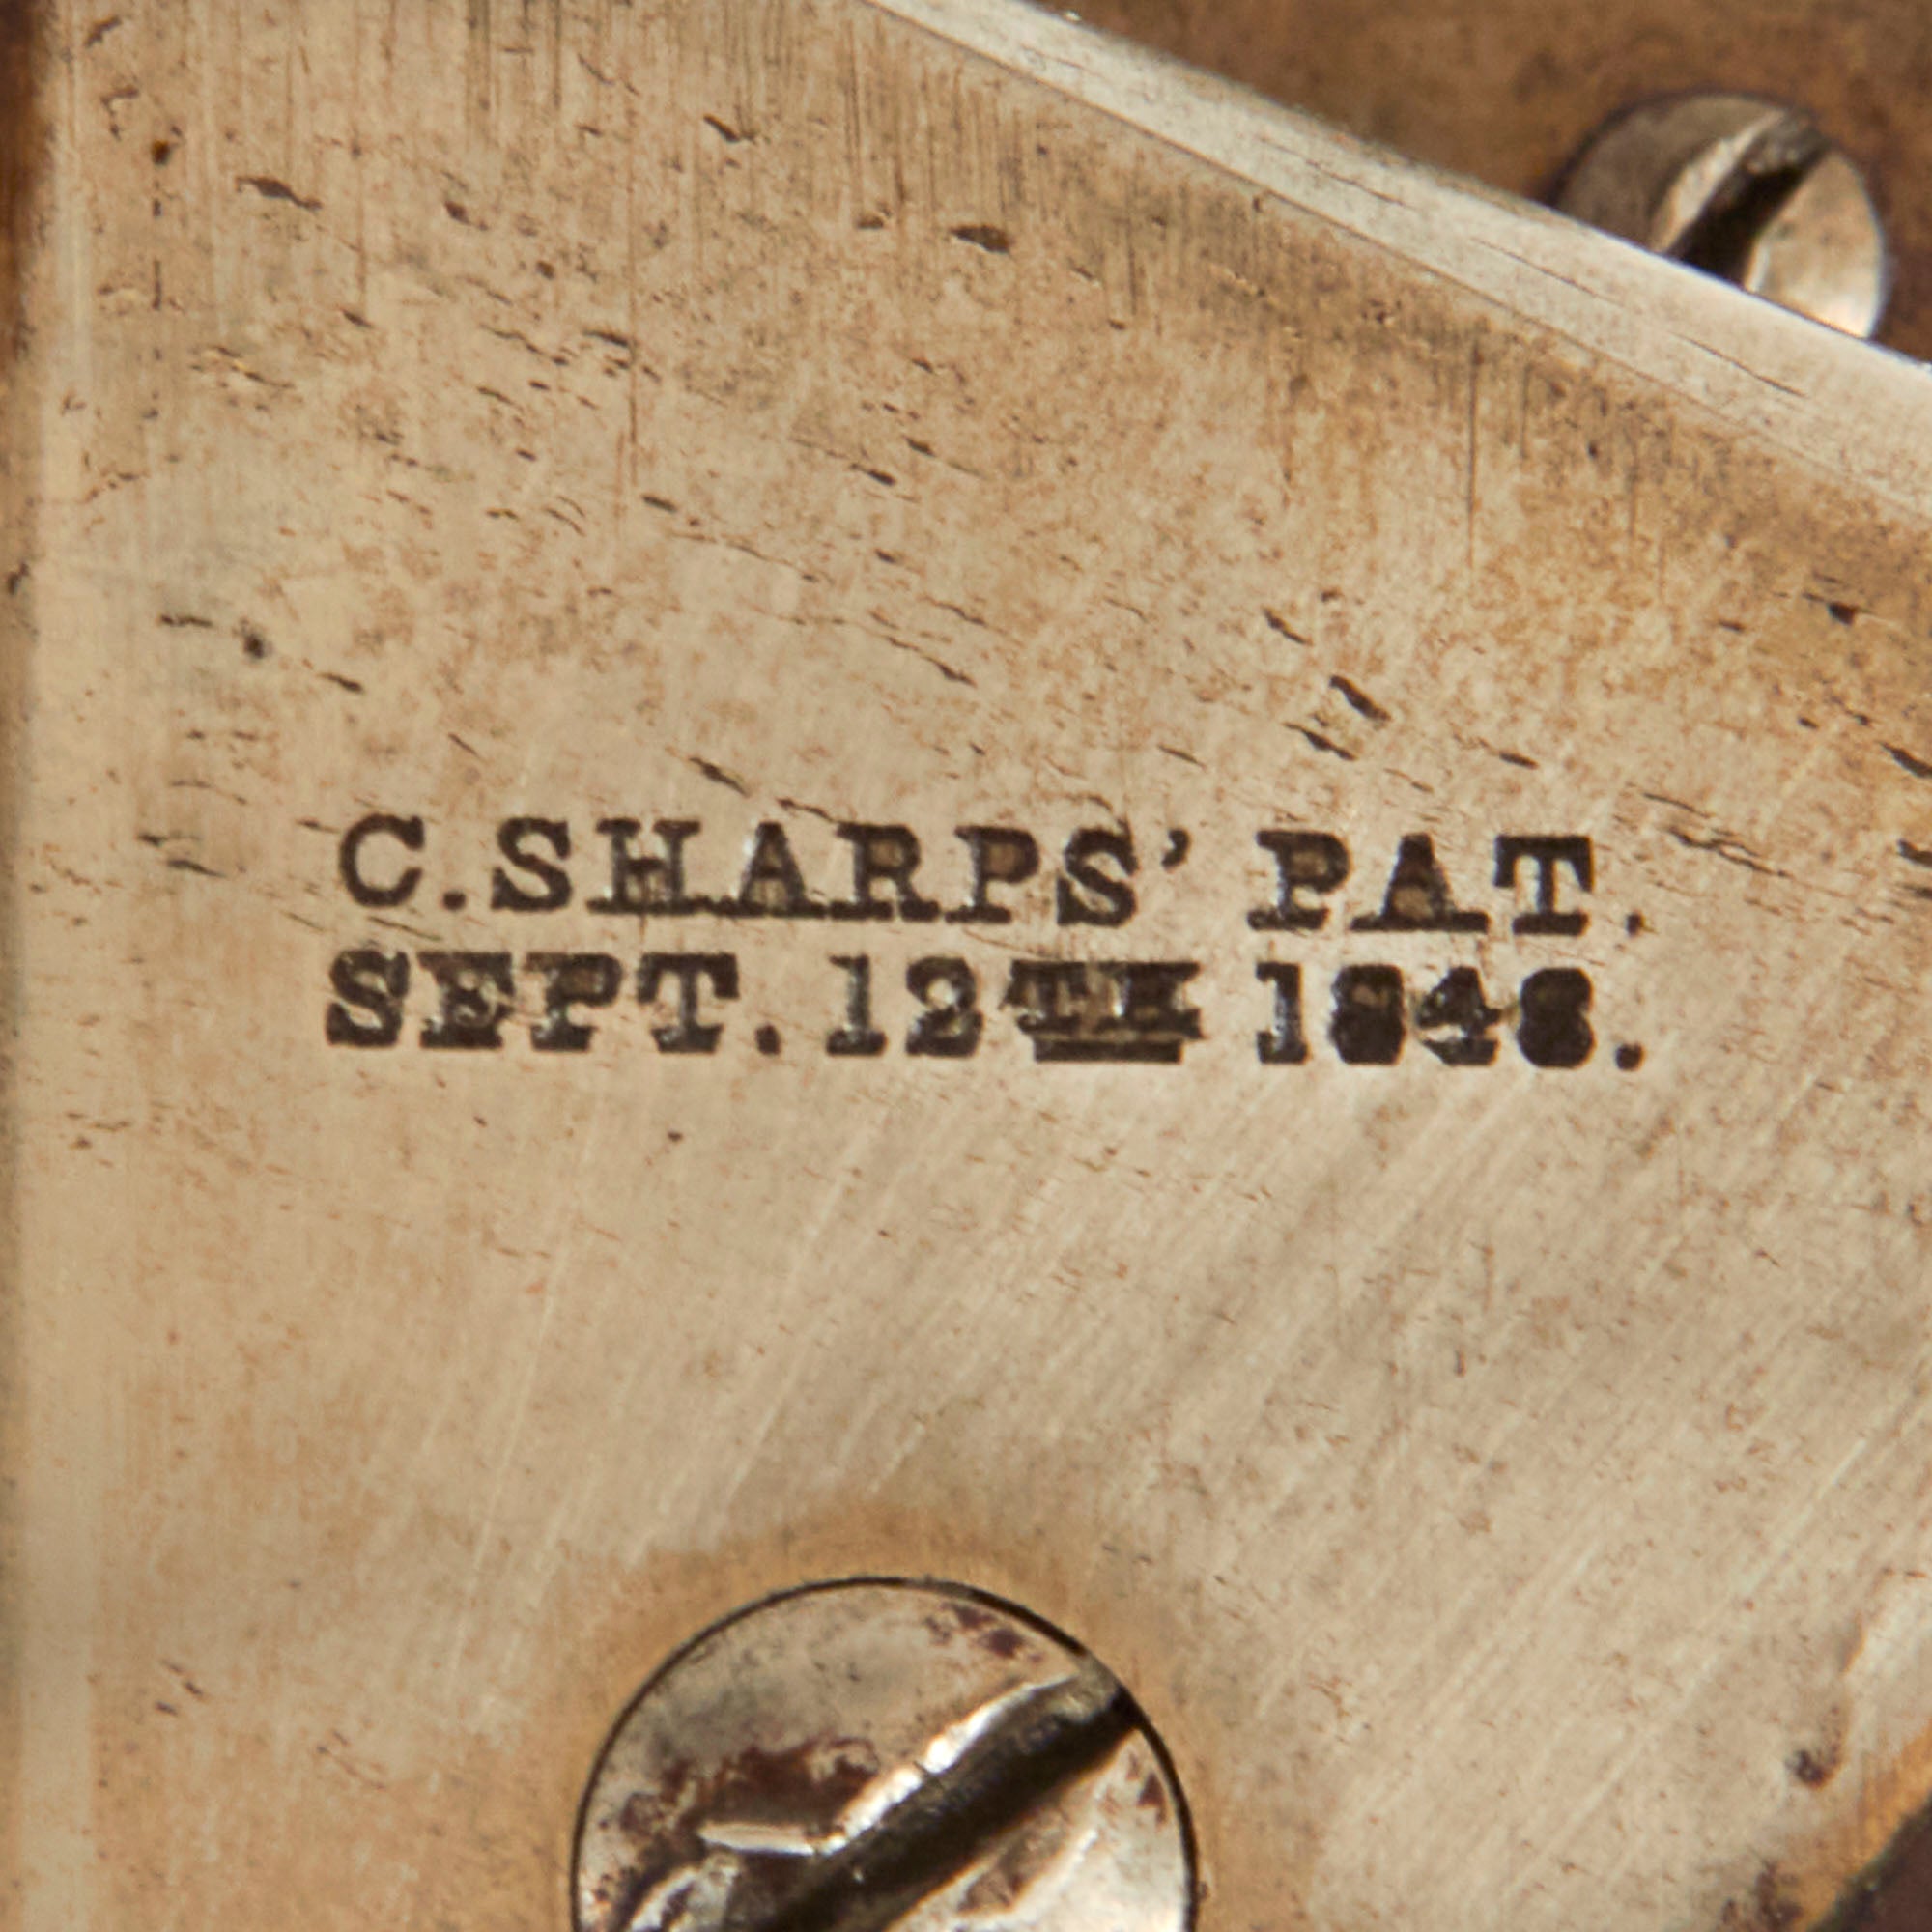 C.SHARPS' PAT.
SEPT. 12TH 1848.